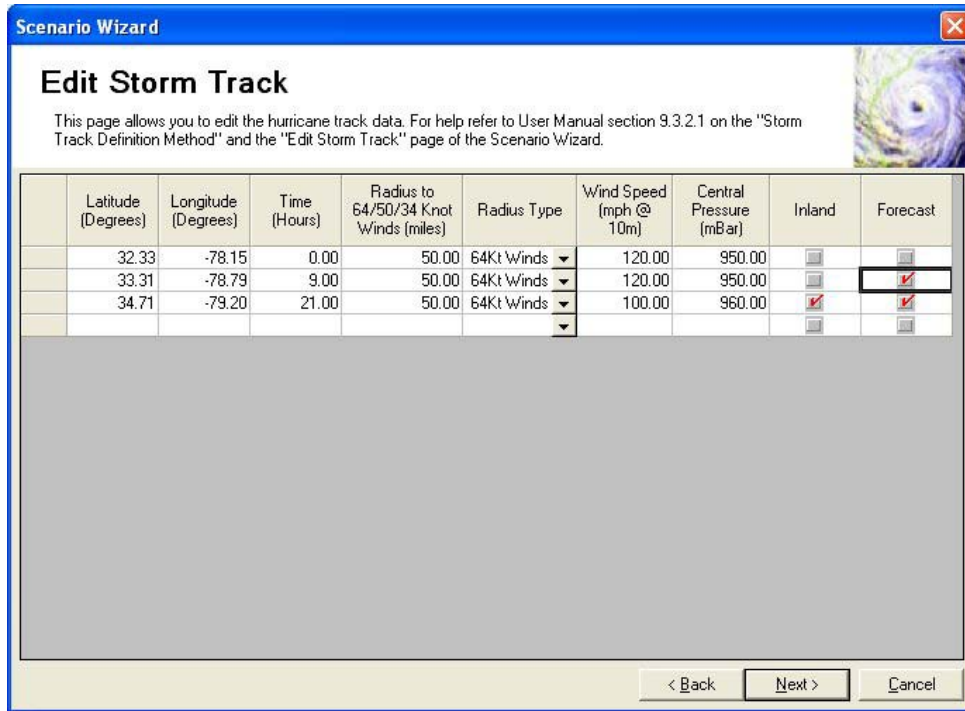 Scenario Wizard
Edit Storm Track
This page allows you to edit the hurricane track data. For help refer to User Manual section 9.3.2.1 on the "Storm
Track Definition Method" and the "Edit Storm Track" page of the Scenario Wizard.
Latitude (Degrees) Longitude (Degrees) Time (Hours) Radius to 64/50/34 Knot Winds (miles) Radius Type Wind Speed (mph @ 10m) Central Pressure (mBar) Inland Forecast
32.33 -78.15 0.00 50.00 64Kt Winds 120.00 950.00
33.31 -78.79 9.00 50.00 64Kt Winds 120.00 950.00
34.71 -79.20 21.00 50.00 64Kt Winds 100.00 960.00
< Back Next > Cancel